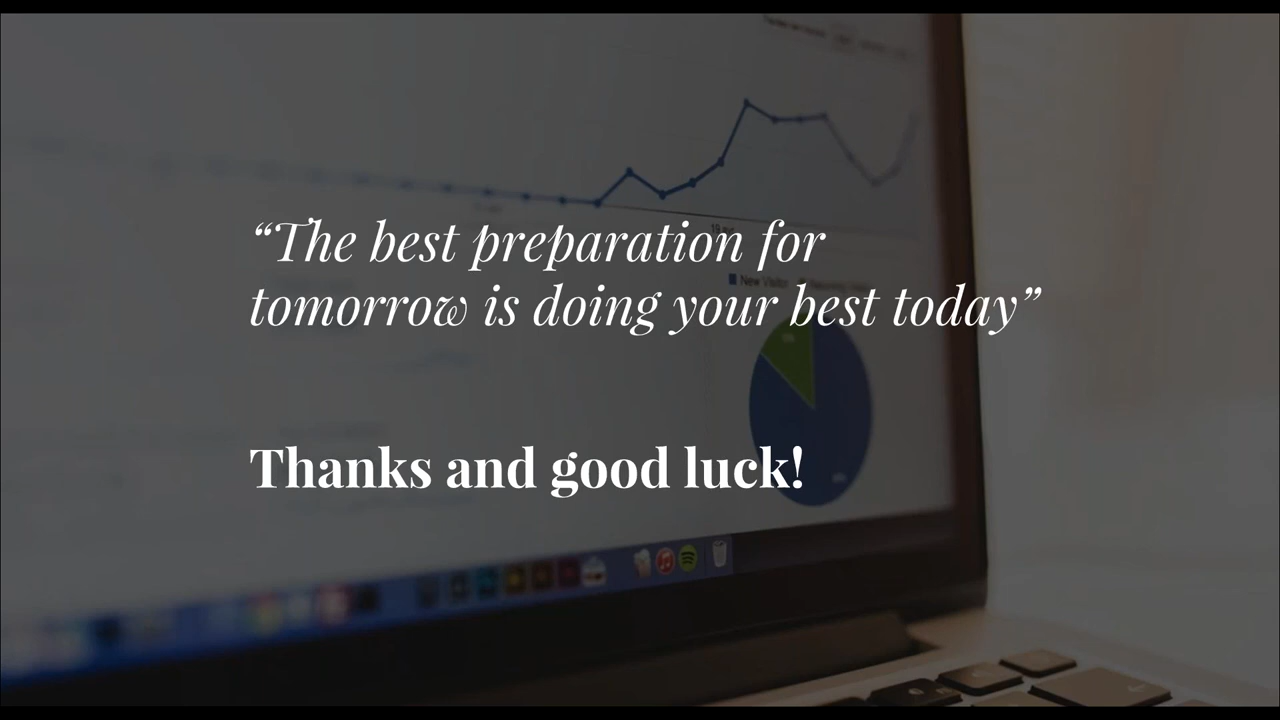 “The best preparation for
tomorrow is doing your best today”
Thanks and good luck!